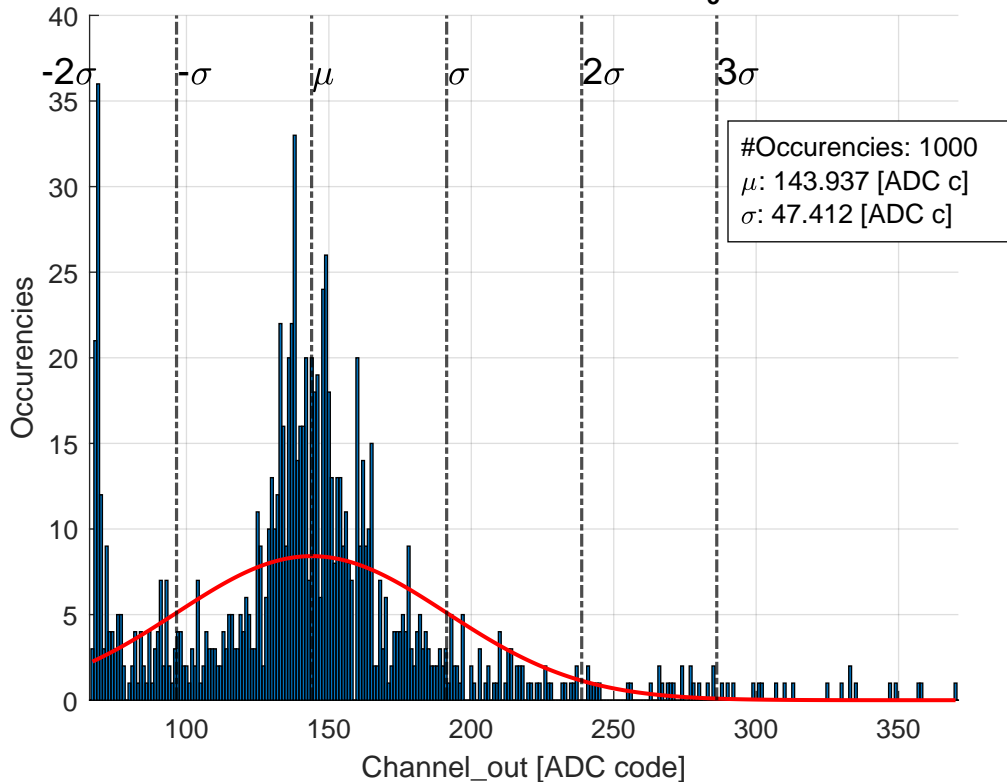 40
35
30
25
20
15
10
5
0
-2σ
-σ
μ
σ
2σ
3σ
#Occurencies: 1000
μ: 143.937 [ADC c]
σ: 47.412 [ADC c]
Occurencies
100
150
200
250
300
350
Channel_out [ADC code]